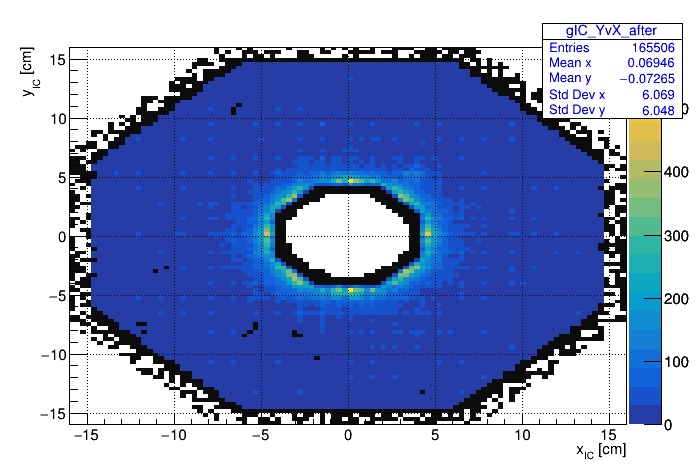 gIC_YvX_after
Entries 165506
Mean x 0.06946
Mean y −0.07265
Std Dev x 6.069
Std Dev y 6.048
y_IC [cm]
15
10
5
0
−5
−10
−15
−15 −10 −5 0 5 10 15
x_IC [cm]
400
300
200
100
0